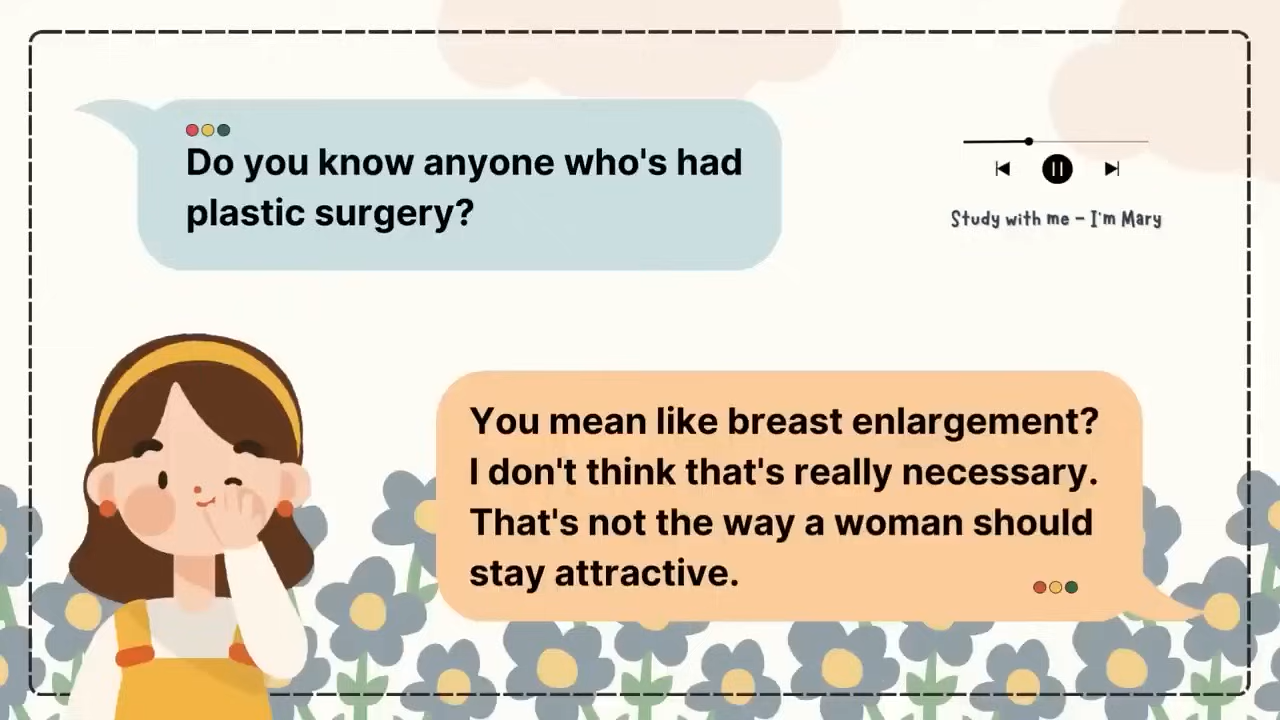 Do you know anyone who's had
plastic surgery?
Study with me - I'm Mary
You mean like breast enlargement?
I don't think that's really necessary.
That's not the way a woman should
stay attractive.